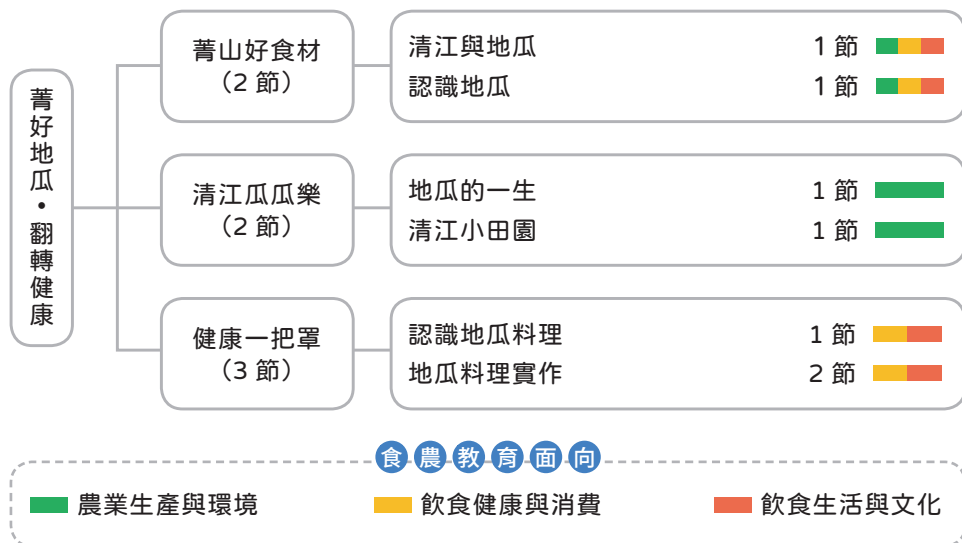 菁好地瓜•翻轉健康
菁山好食材
（2 節）
清江與地瓜 1 節
認識地瓜 1 節
清江瓜瓜樂
（2 節）
地瓜的一生 1 節
清江小田園 1 節
健康一把罩
（3 節）
認識地瓜料理 1 節
地瓜料理實作 2 節
食農教育面向
農業生產與環境 飲食健康與消費 飲食生活與文化